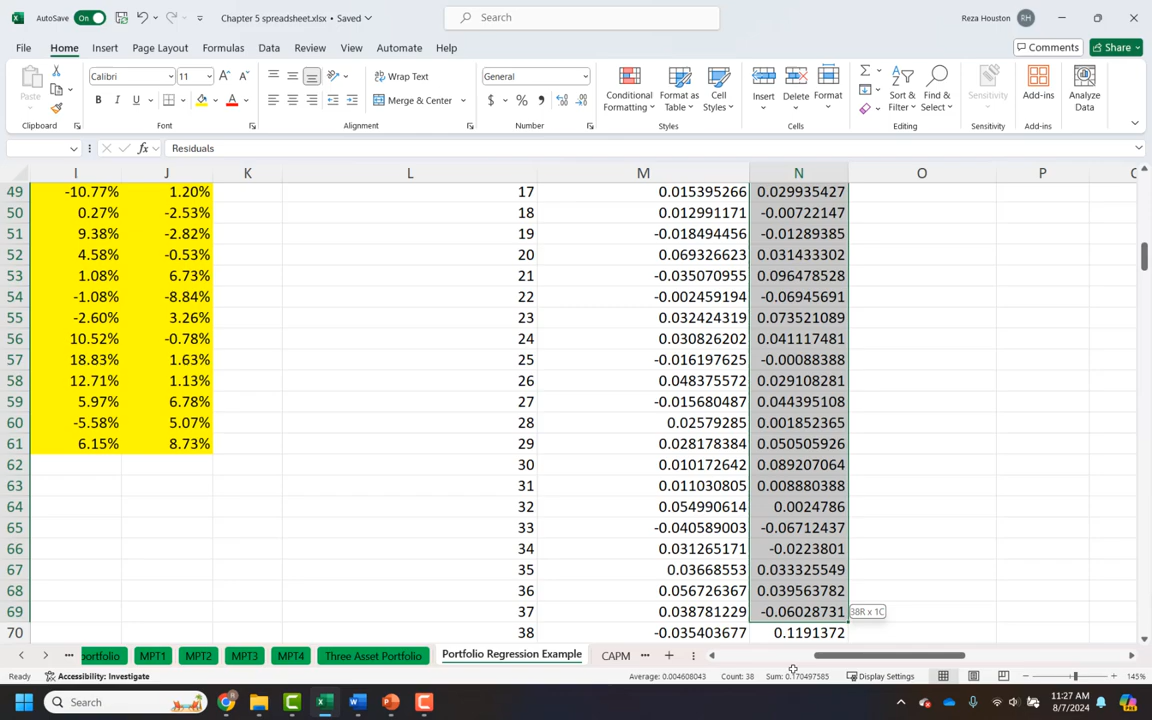 AutoSave On Chapter 5 spreadsheet.xlsx • Saved Search Reza Houston RH
File Home Insert Page Layout Formulas Data Review View Automate Help Comments Share
Calibri 11 Wrap Text General
Paste B I U Merge & Center $ % Conditional Formatting Format as Table Cell Styles Insert Delete Format Sort & Filter Find & Select Sensitivity Add-ins Analyze Data
Clipboard Font Alignment Number Styles Cells Editing Sensitivity Add-ins
fx Residuals
I J K L M N O P C
49 -10.77% 1.20% 17 0.015395266 0.029935427
50 0.27% -2.53% 18 0.012991171 -0.00722147
51 9.38% -2.82% 19 -0.018494456 -0.01289385
52 4.58% -0.53% 20 0.069326623 0.031433302
53 1.08% 6.73% 21 -0.035070955 0.096478528
54 -1.08% -8.84% 22 -0.002459194 -0.06945691
55 -2.60% 3.26% 23 0.032424319 0.073521089
56 10.52% -0.78% 24 0.030826202 0.041117481
57 18.83% 1.63% 25 -0.016197625 -0.00088388
58 12.71% 1.13% 26 0.048375572 0.029108281
59 5.97% 6.78% 27 -0.015680487 0.044395108
60 -5.58% 5.07% 28 0.02579285 0.001852365
61 6.15% 8.73% 29 0.028178384 0.050505926
62 30 0.010172642 0.089207064
63 31 0.011030805 0.008880388
64 32 0.054990614 0.0024786
65 33 -0.040589003 -0.06712437
66 34 0.031265171 -0.0223801
67 35 0.03668553 0.033325549
68 36 0.056726367 0.039563782
69 37 0.038781229 -0.06028731 38R x 1C
70 38 -0.035403677 0.1191372
portfolio MPT1 MPT2 MPT3 MPT4 Three Asset Portfolio Portfolio Regression Example CAPM
Ready Accessibility: Investigate Average: 0.004608043 Count: 38 Sum: 0.170497585 Display Settings 145%
Search 11:27 AM
8/7/2024